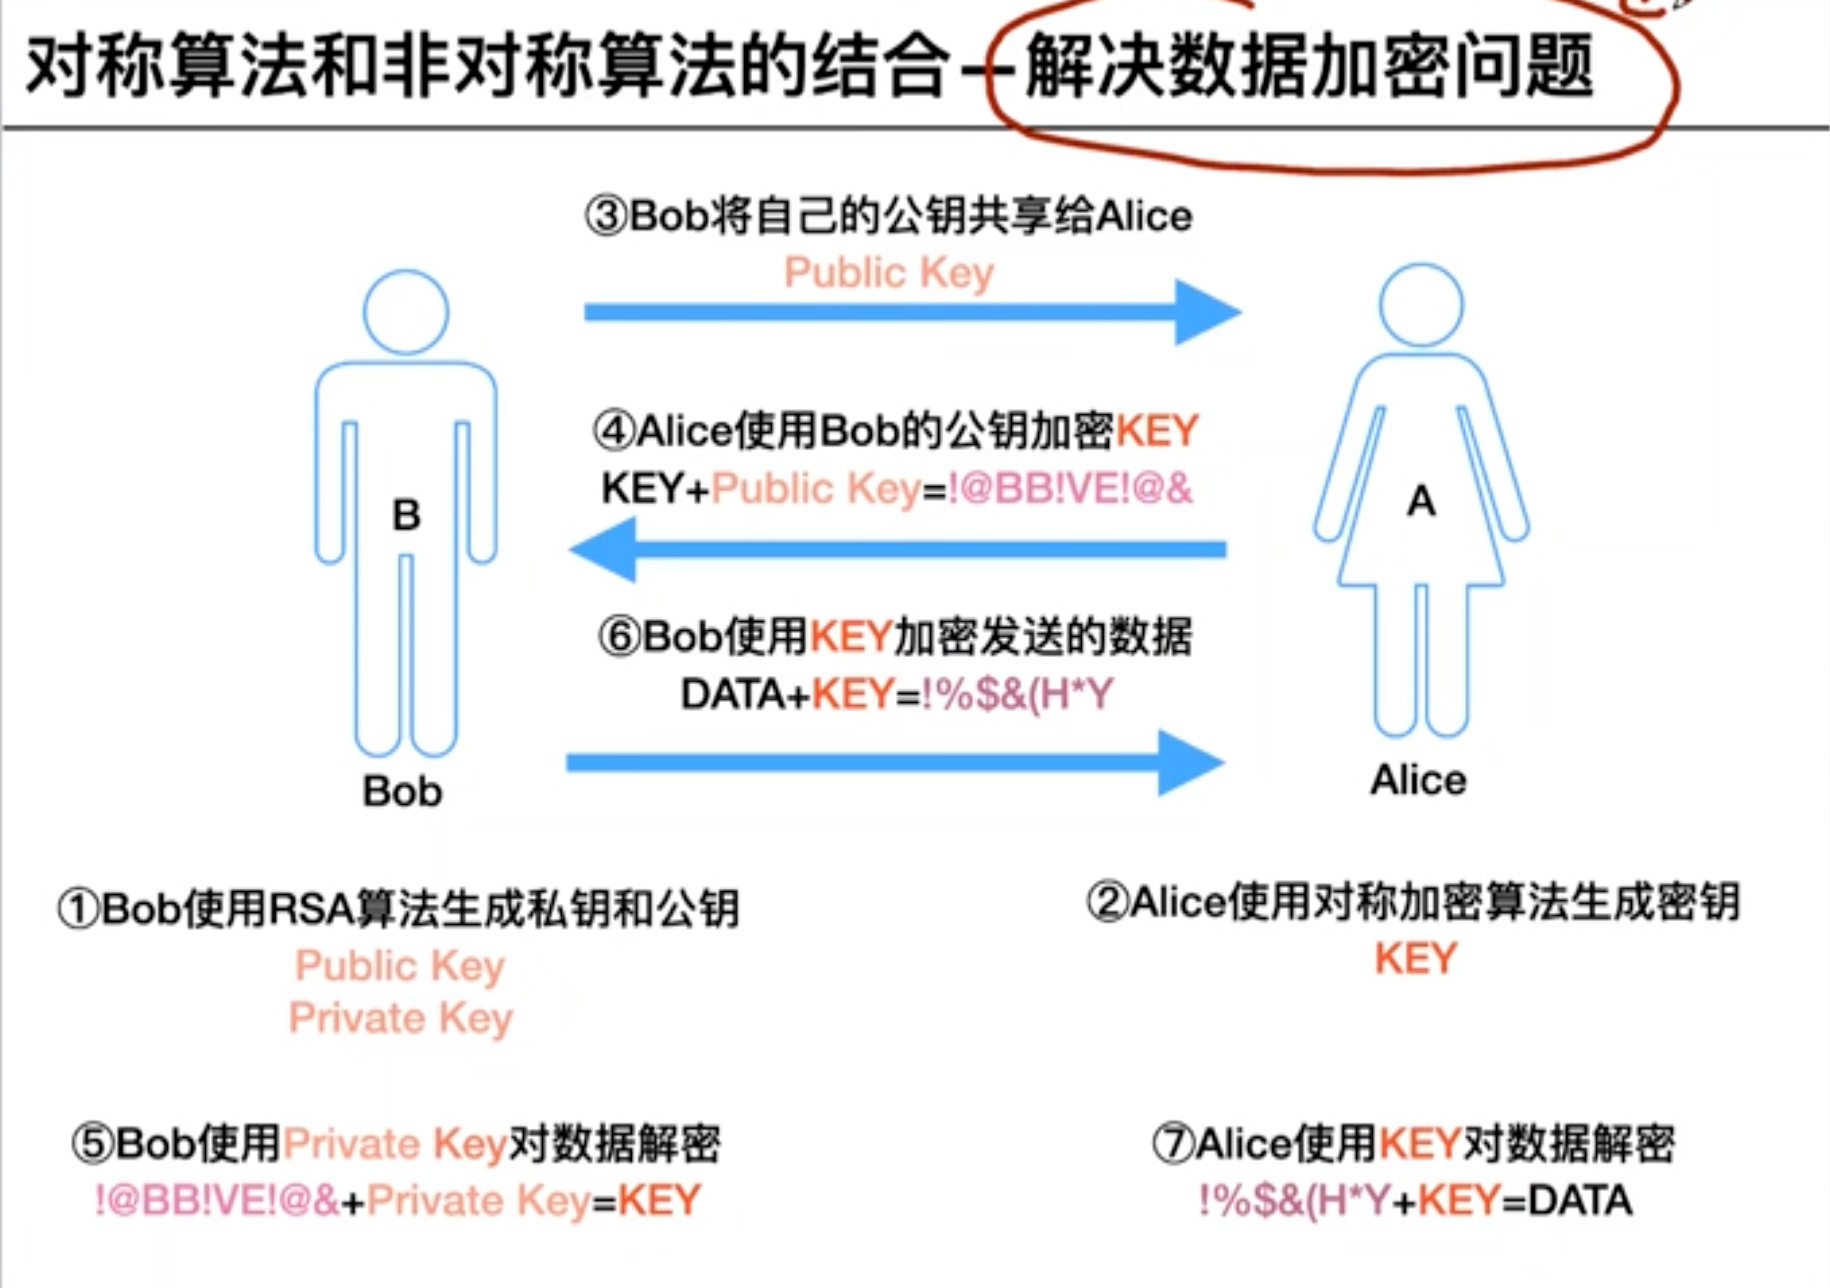 对称算法和非对称算法的结合—解决数据加密问题
③Bob将自己的公钥共享给Alice
Public Key
④Alice使用Bob的公钥加密KEY
KEY+Public Key=!@BB!VE!@&
B
A
⑥Bob使用KEY加密发送的数据
DATA+KEY=!%$&(H*Y
Bob
Alice
①Bob使用RSA算法生成私钥和公钥
Public Key
Private Key
②Alice使用对称加密算法生成密钥
KEY
⑤Bob使用Private Key对数据解密
!@BB!VE!@&+Private Key=KEY
⑦Alice使用KEY对数据解密
!%$&(H*Y+KEY=DATA